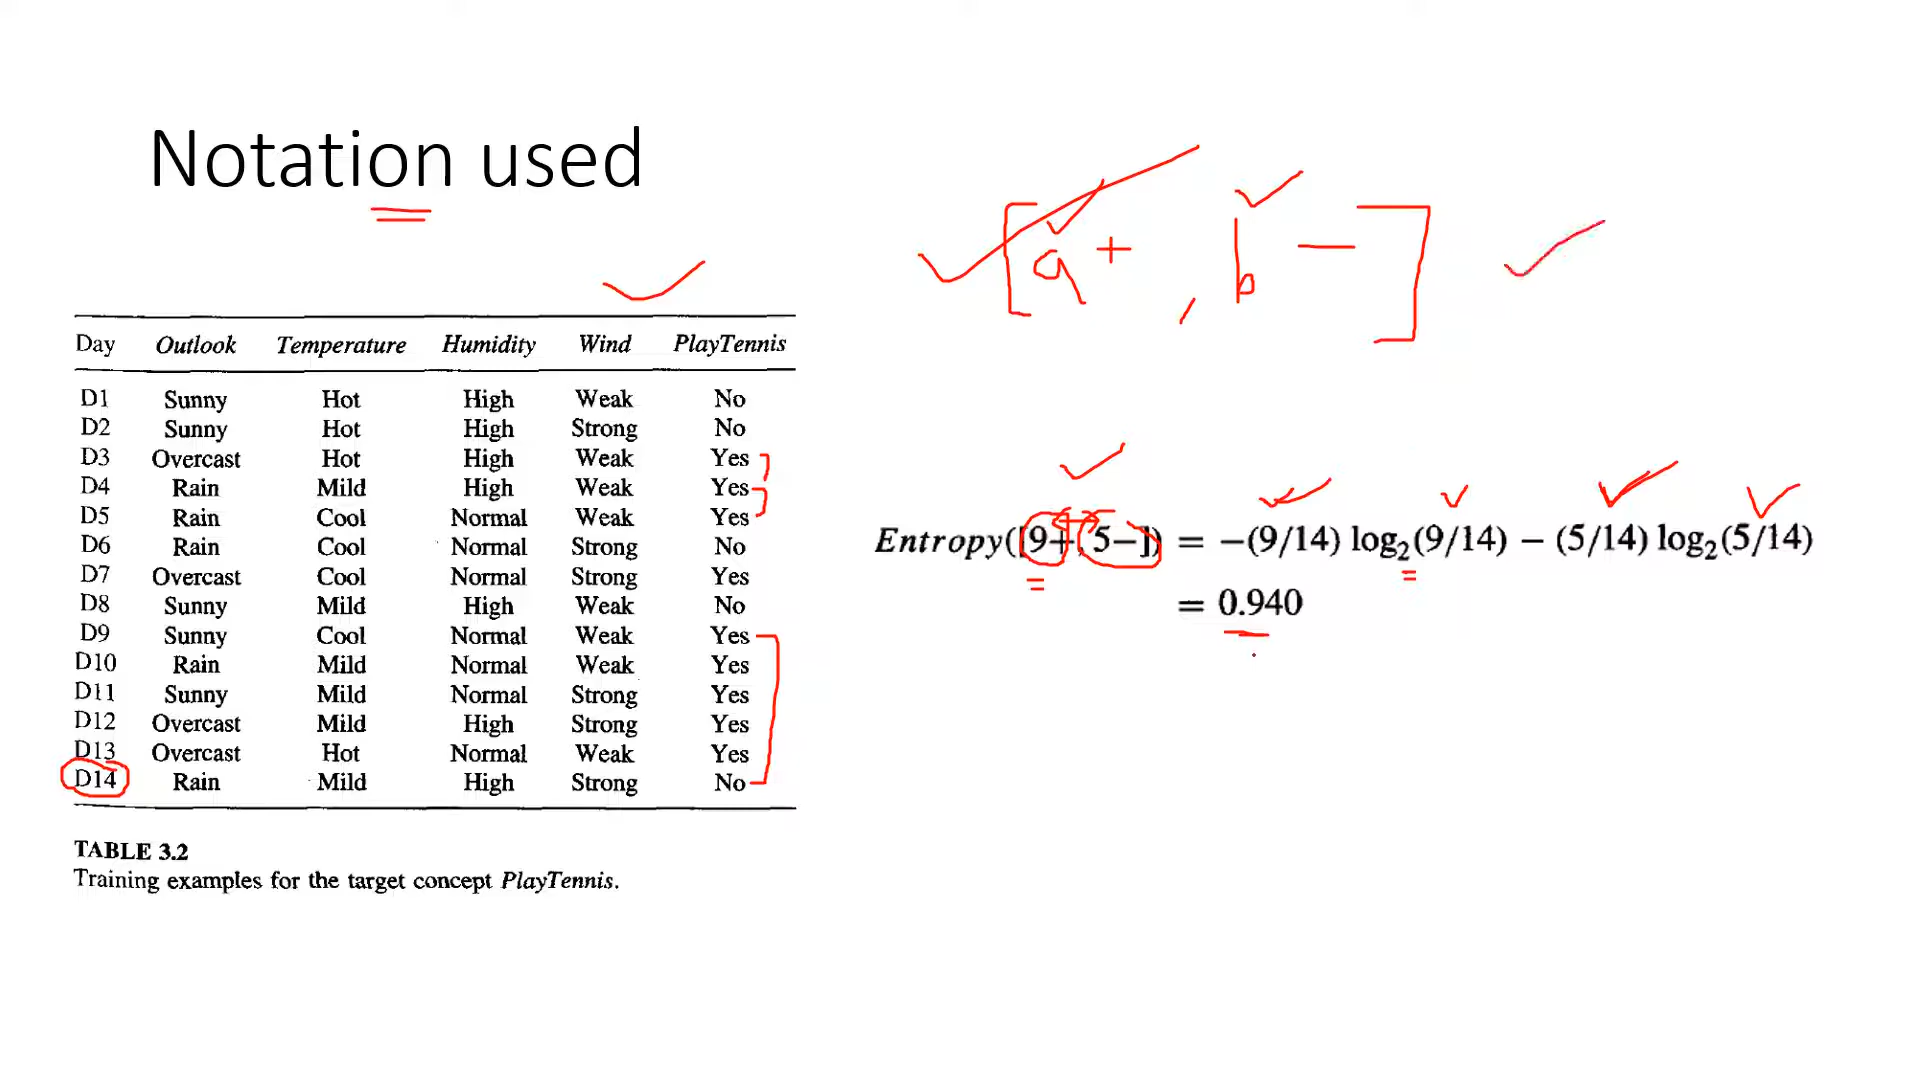 Notation used
[a+ , b-]
Day Outlook Temperature Humidity Wind PlayTennis
D1 Sunny Hot High Weak No
D2 Sunny Hot High Strong No
D3 Overcast Hot High Weak Yes
D4 Rain Mild High Weak Yes
D5 Rain Cool Normal Weak Yes
D6 Rain Cool Normal Strong No
D7 Overcast Cool Normal Strong Yes
D8 Sunny Mild High Weak No
D9 Sunny Cool Normal Weak Yes
D10 Rain Mild Normal Weak Yes
D11 Sunny Mild Normal Strong Yes
D12 Overcast Mild High Strong Yes
D13 Overcast Hot Normal Weak Yes
D14 Rain Mild High Strong No
TABLE 3.2
Training examples for the target concept PlayTennis.
Entropy([9+, 5−]) = −(9/14) log₂(9/14) − (5/14) log₂(5/14)
= 0.940